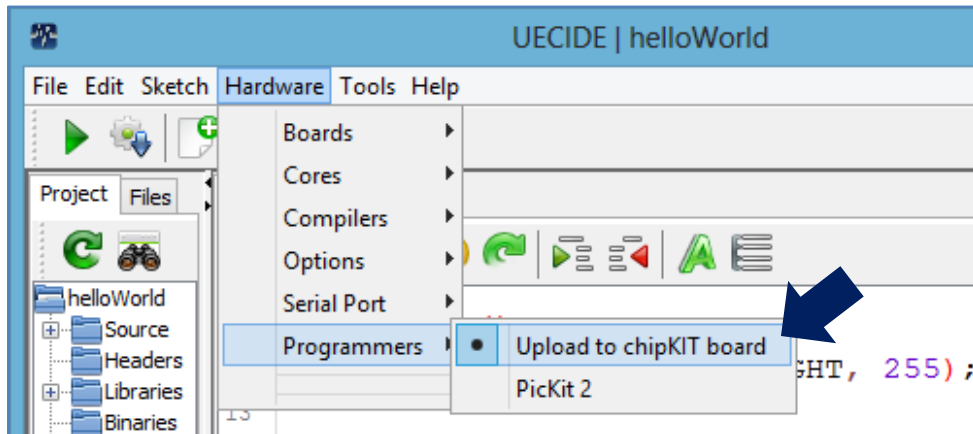 UECIDE | helloWorld
File Edit Sketch Hardware Tools Help
Boards
Cores
Project Files
Compilers
Options
helloWorld
Serial Port
Source
Programmers
Upload to chipKIT board
Headers
GHT, 255);
PicKit 2
Libraries
13
Binaries